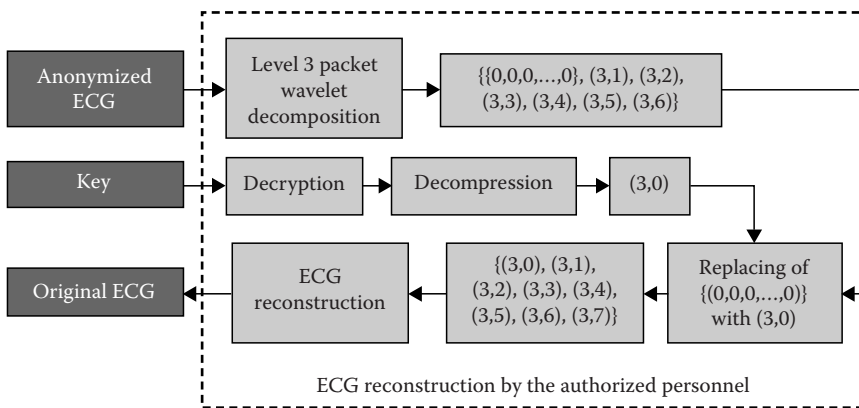 Anonymized
ECG
Level 3 packet
wavelet
decomposition
{{0,0,0,...,0}, (3,1), (3,2),
(3,3), (3,4), (3,5), (3,6)}
Key
Decryption
Decompression
(3,0)
Original ECG
ECG
reconstruction
{(3,0), (3,1),
(3,2), (3,3), (3,4),
(3,5), (3,6), (3,7)}
Replacing of
{(0,0,0,...,0)}
with (3,0)
ECG reconstruction by the authorized personnel